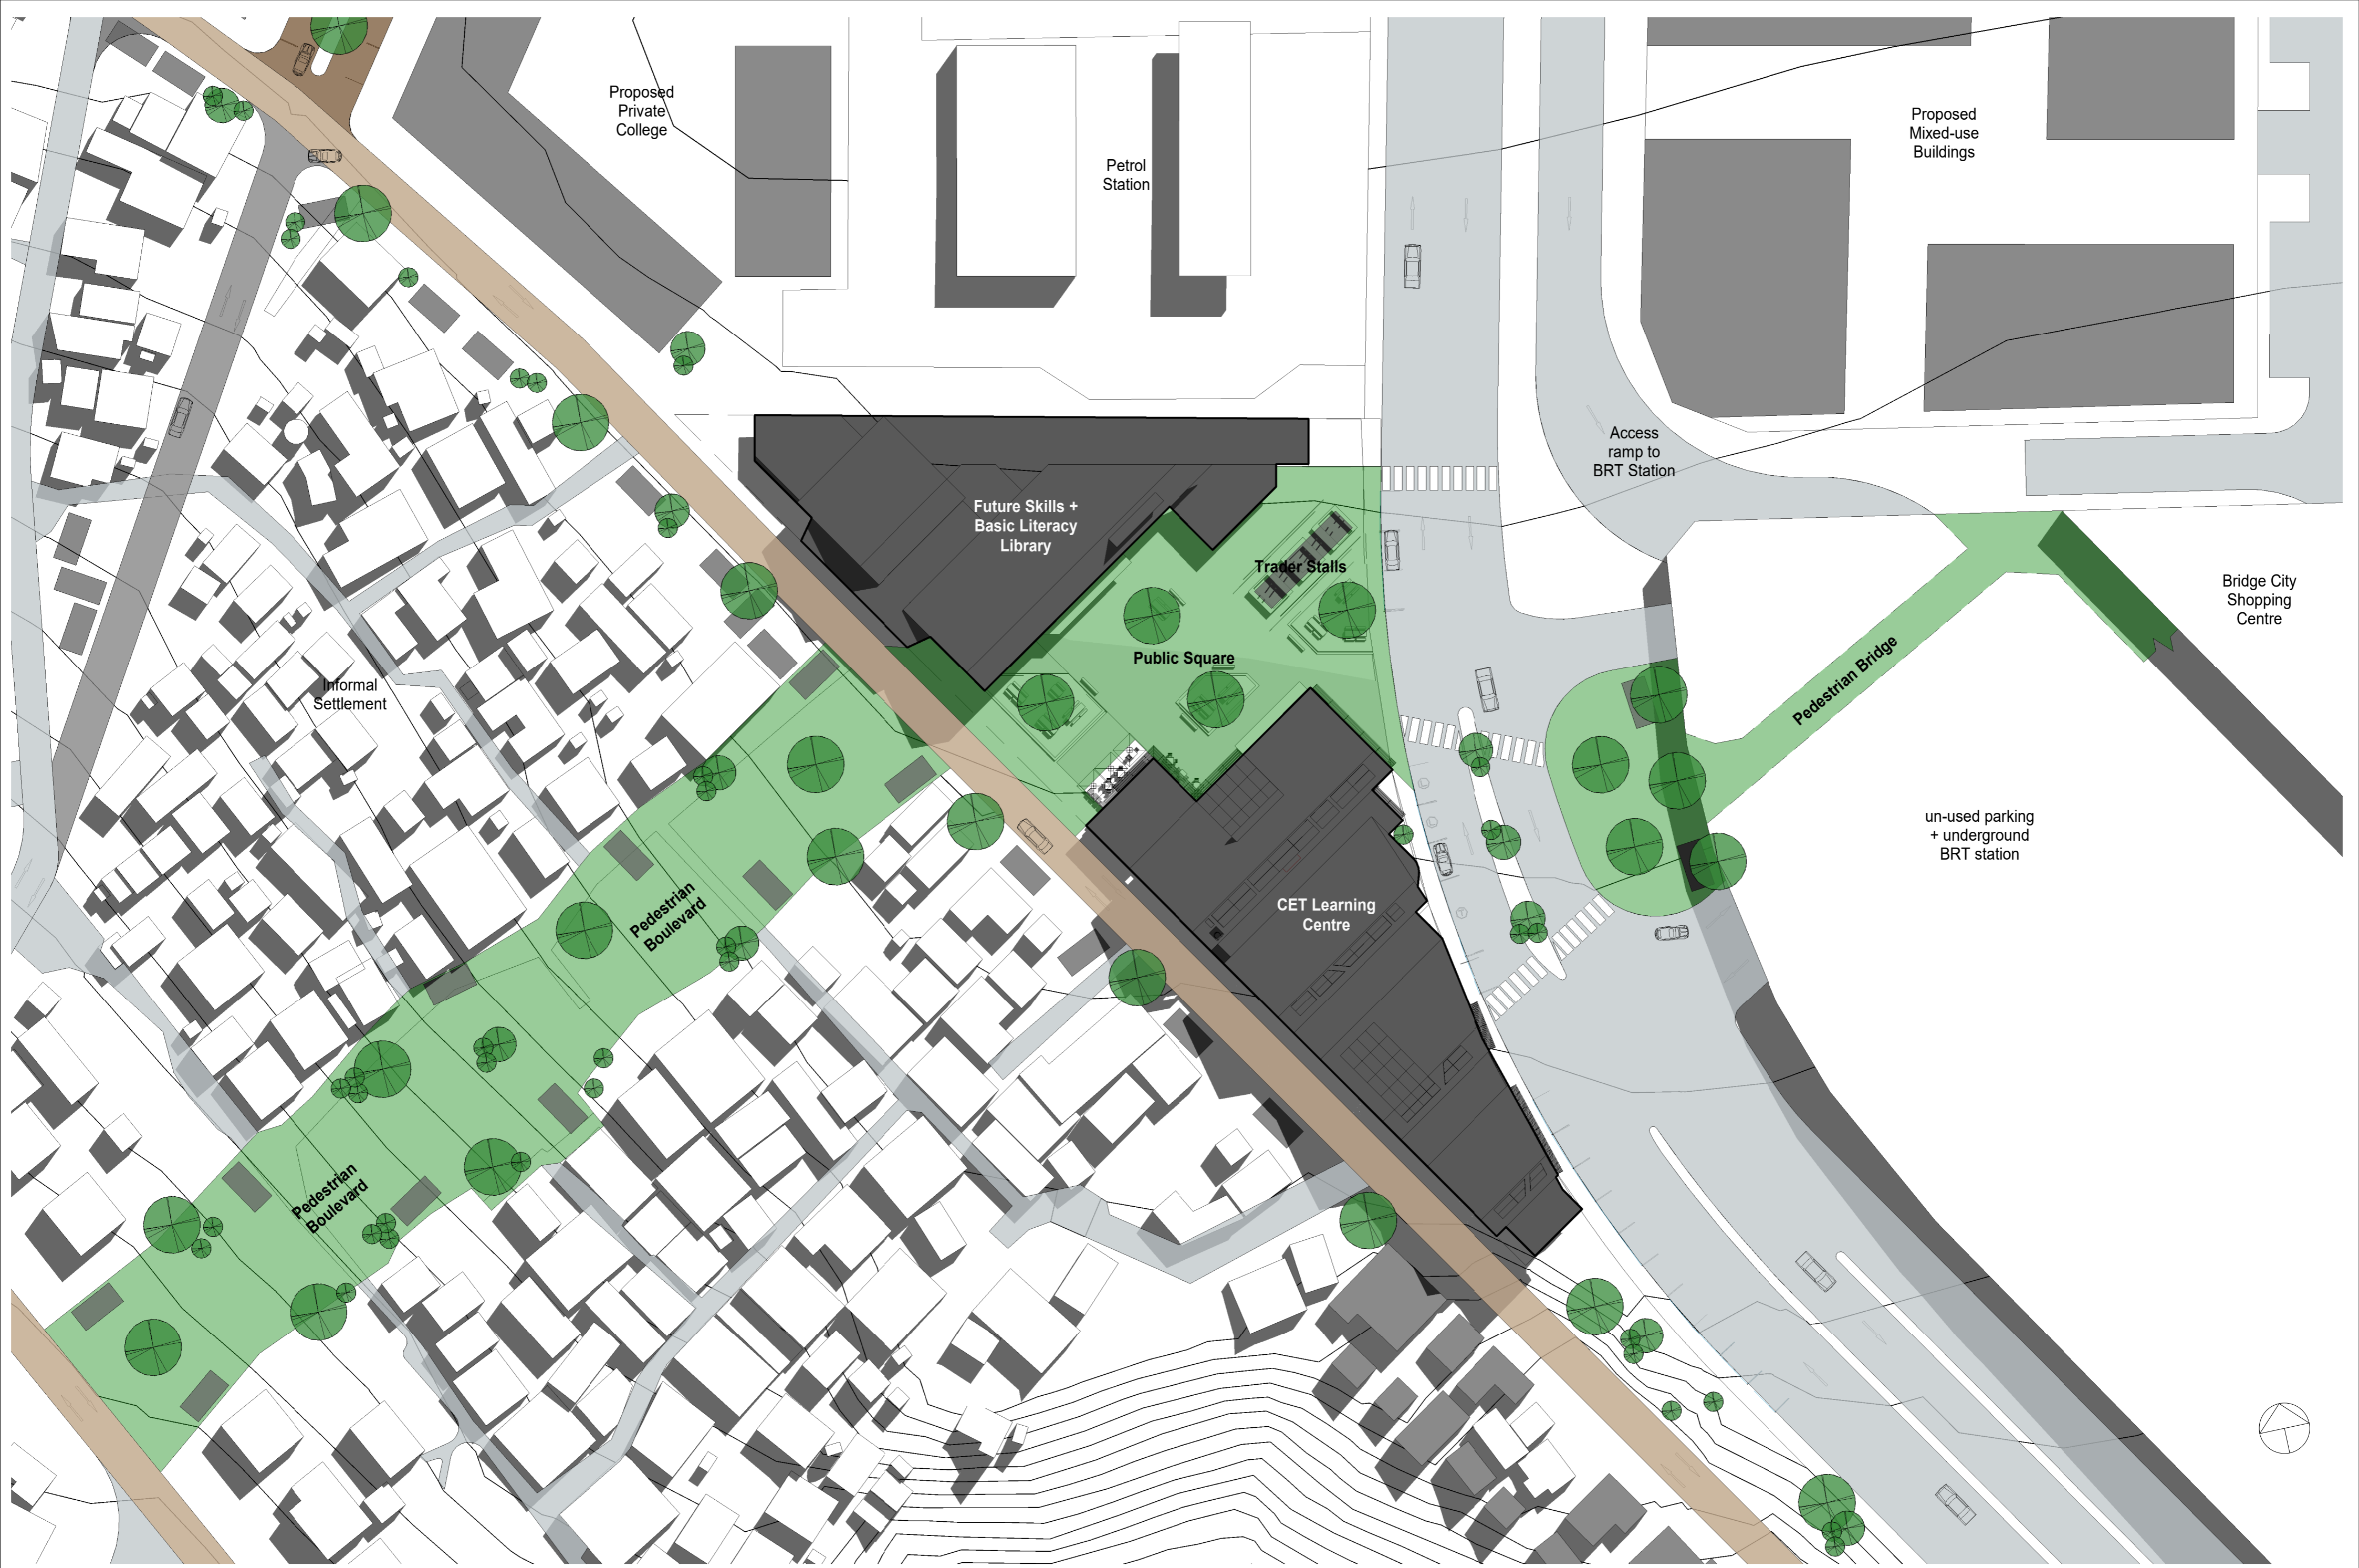 Proposed
Private
College
Petrol
Station
Proposed
Mixed-use
Buildings
Access
ramp to
BRT Station
Future Skills +
Basic Literacy
Library
Trader Stalls
Bridge City
Shopping
Centre
Public Square
Informal
Settlement
Pedestrian Bridge
un-used parking
+ underground
BRT station
Pedestrian
Boulevard
CET Learning
Centre
Pedestrian
Boulevard